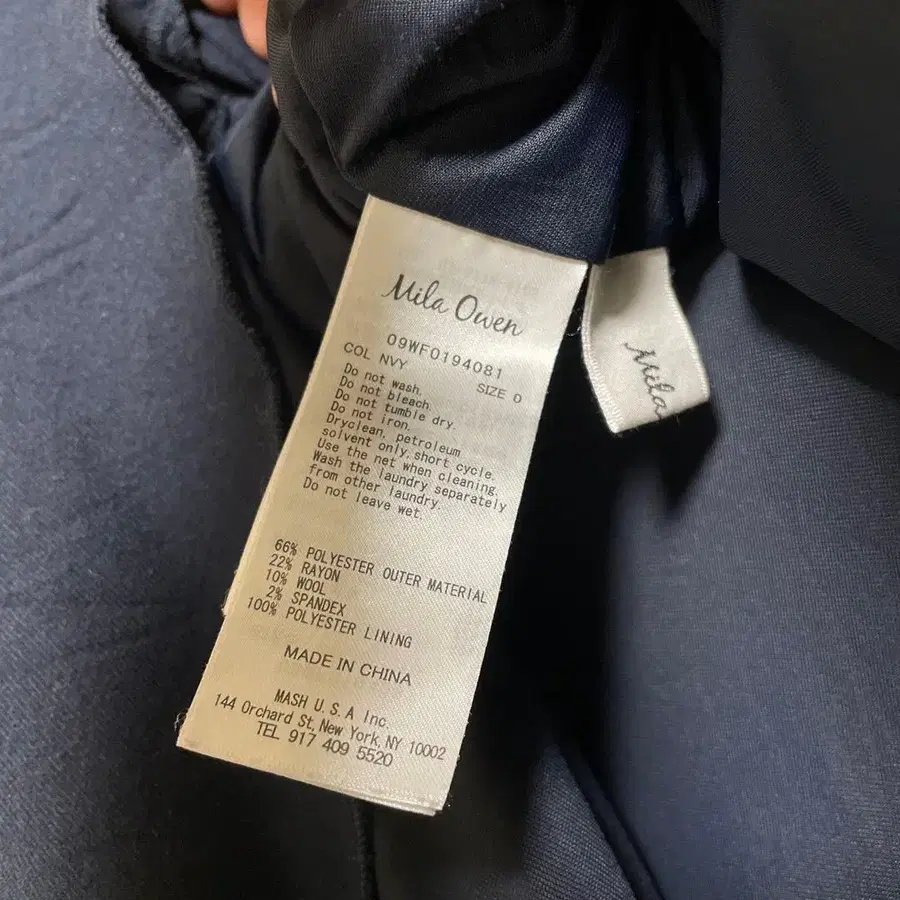 Mila Owen
09WF0194081
COL NVY SIZE 0
Do not wash.
Do not bleach.
Do not tumble dry.
Do not iron.
Dryclean, petroleum
solvent only, short cycle.
Use the net when cleaning.
Wash the laundry separately
from other laundry.
Do not leave wet.
66% POLYESTER OUTER MATERIAL
22% RAYON
10% WOOL
2% SPANDEX
100% POLYESTER LINING
MADE IN CHINA
MASH U.S.A Inc.
144 Orchard St, New York, NY 10002
TEL 917 409 5520
Mila